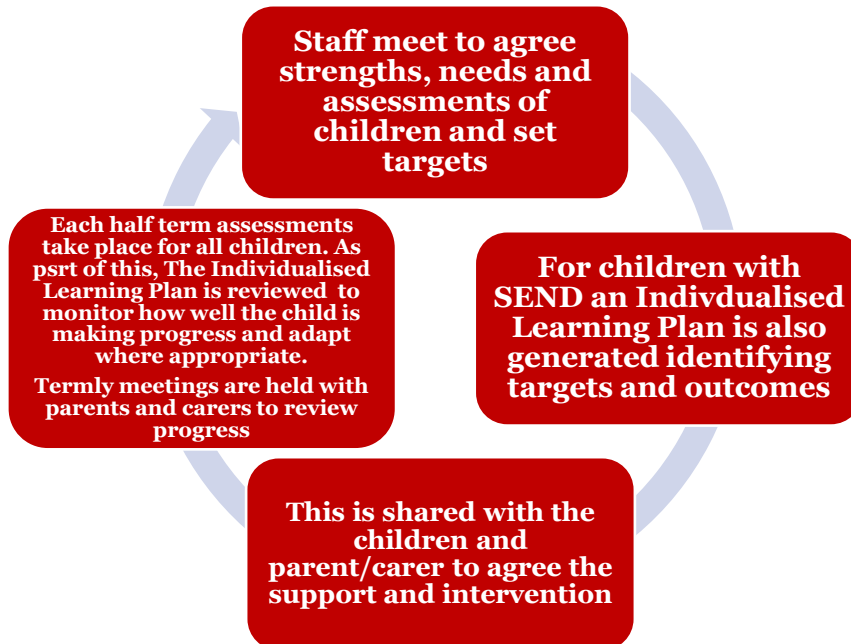 Staff meet to agree
strengths, needs and
assessments of
children and set
targets
For children with
SEND an Indivdualised
Learning Plan is also
generated identifying
targets and outcomes
This is shared with the
children and
parent/carer to agree the
support and intervention
Each half term assessments
take place for all children. As
psrt of this, The Individualised
Learning Plan is reviewed to
monitor how well the child is
making progress and adapt
where appropriate.
Termly meetings are held with
parents and carers to review
progress